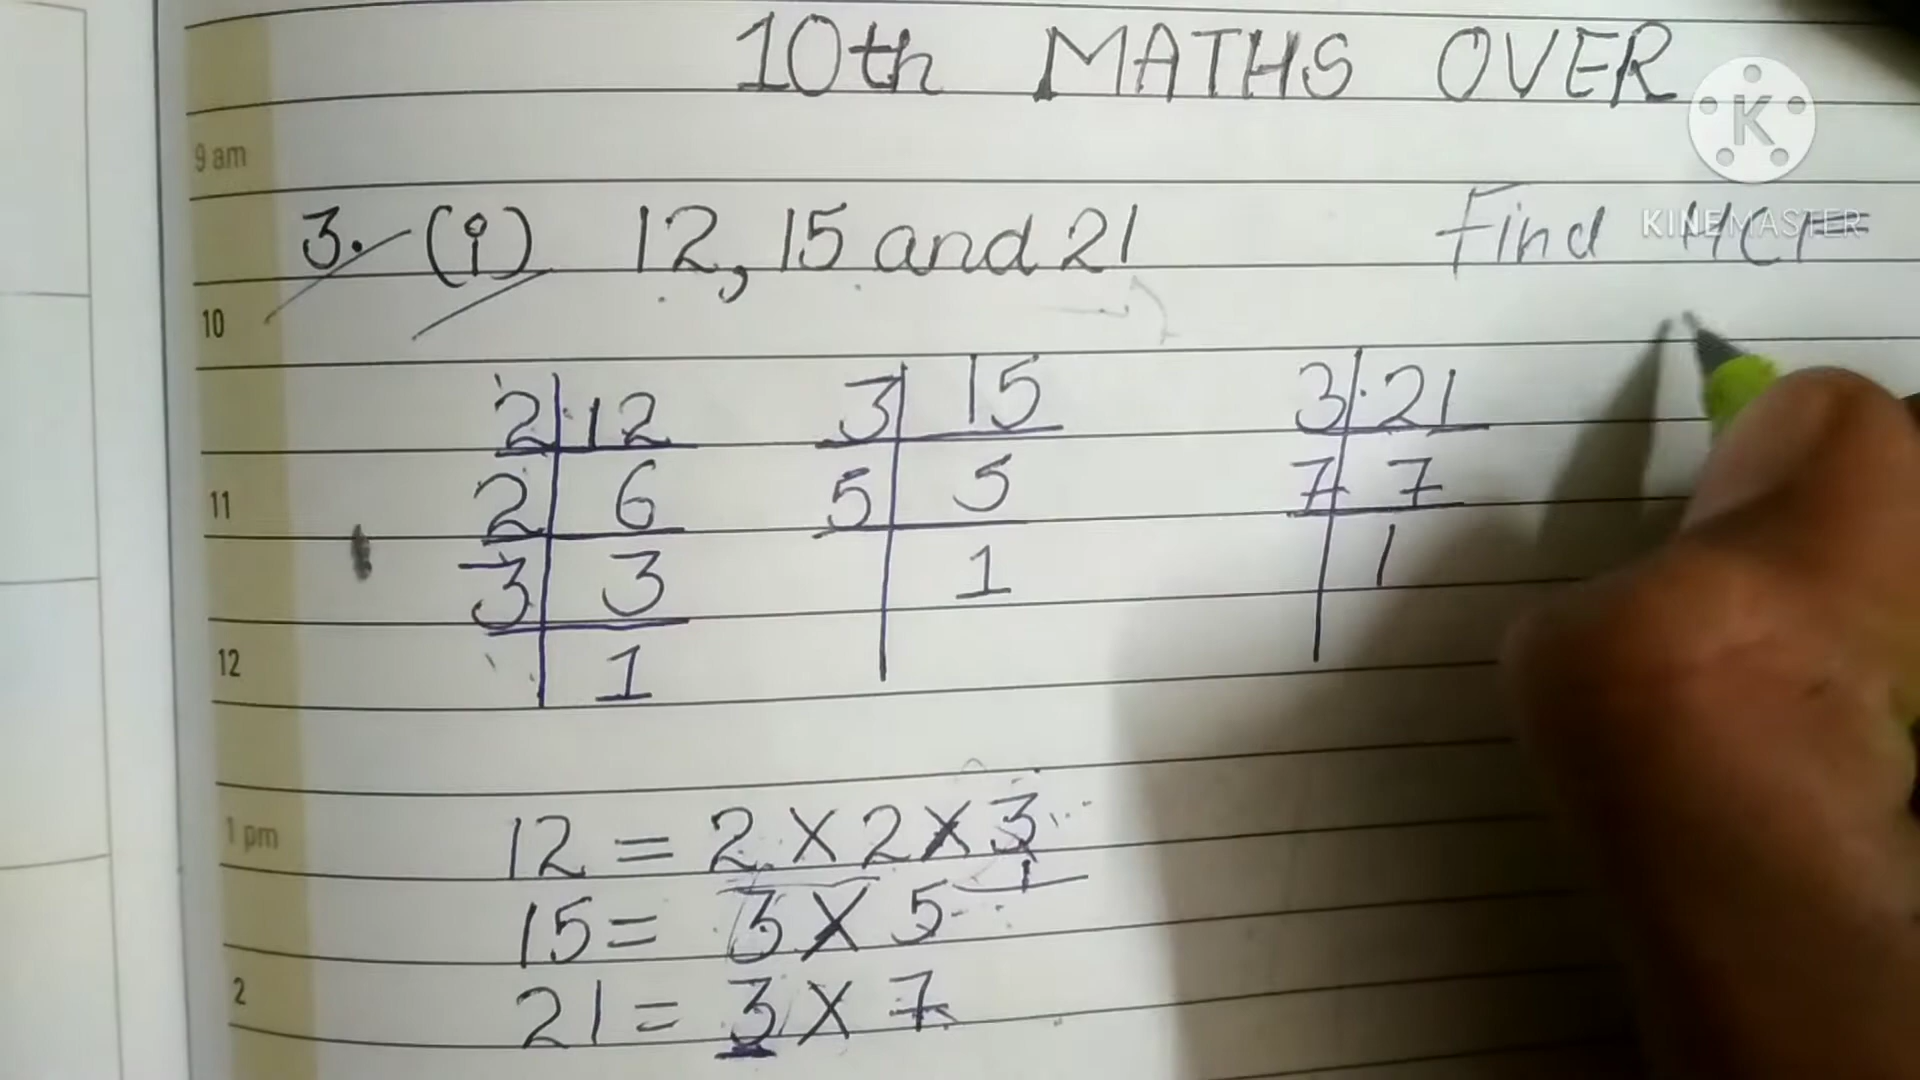 10th MATHS OVER
K
9 am
3. (i) 12, 15 and 21 Find HCF
KINEMASTER
10
2 12 3 15 3 21
11 2 6 5 5 7 7
3 3 1 1
12 1
1 pm 12 = 2 X 2 X 3
15 = 3 X 5
2 21 = 3 X 7